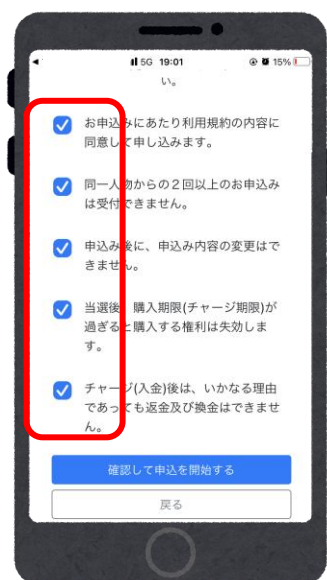 5G 19:01 15%
い。
お申込みにあたり利用規約の内容に
同意して申し込みます。
同一人物からの２回以上のお申込み
は受付できません。
申込み後に、申込み内容の変更はで
きません。
当選後、購入期限(チャージ期限)が
過ぎると購入する権利は失効しま
す。
チャージ(入金)後は、いかなる理由
であっても返金及び換金はできませ
ん。
確認して申込を開始する
戻る